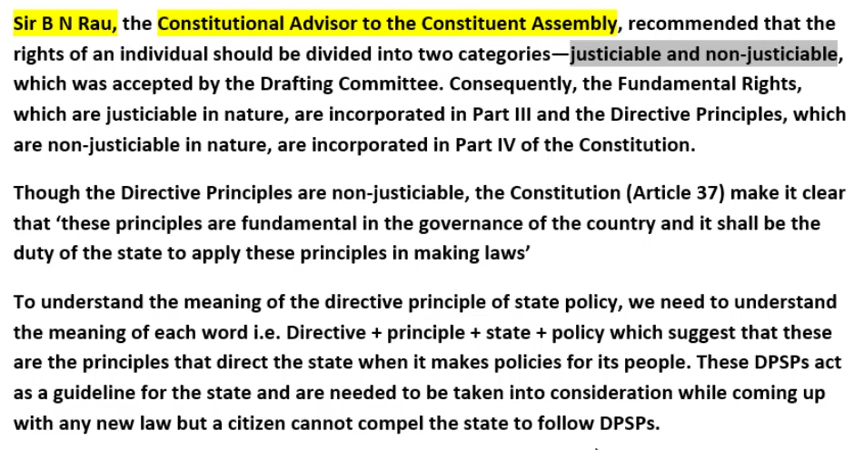 Sir B N Rau, the Constitutional Advisor to the Constituent Assembly, recommended that the
rights of an individual should be divided into two categories—justiciable and non-justiciable,
which was accepted by the Drafting Committee. Consequently, the Fundamental Rights,
which are justiciable in nature, are incorporated in Part III and the Directive Principles, which
are non-justiciable in nature, are incorporated in Part IV of the Constitution.
Though the Directive Principles are non-justiciable, the Constitution (Article 37) make it clear
that ‘these principles are fundamental in the governance of the country and it shall be the
duty of the state to apply these principles in making laws’
To understand the meaning of the directive principle of state policy, we need to understand
the meaning of each word i.e. Directive + principle + state + policy which suggest that these
are the principles that direct the state when it makes policies for its people. These DPSPs act
as a guideline for the state and are needed to be taken into consideration while coming up
with any new law but a citizen cannot compel the state to follow DPSPs.